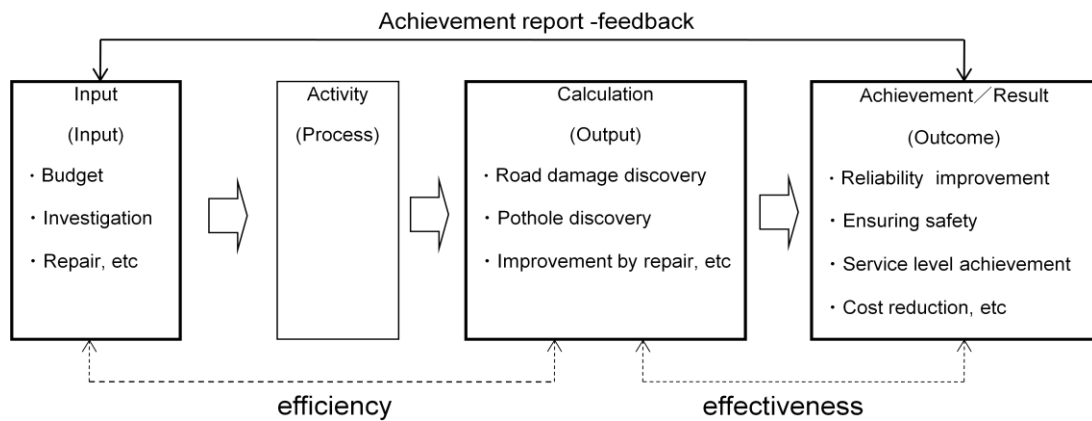 Achievement report -feedback
Input
(Input)
・Budget
・Investigation
・Repair, etc
Activity
(Process)
Calculation
(Output)
・Road damage discovery
・Pothole discovery
・Improvement by repair, etc
Achievement／Result
(Outcome)
・Reliability improvement
・Ensuring safety
・Service level achievement
・Cost reduction, etc
efficiency
effectiveness